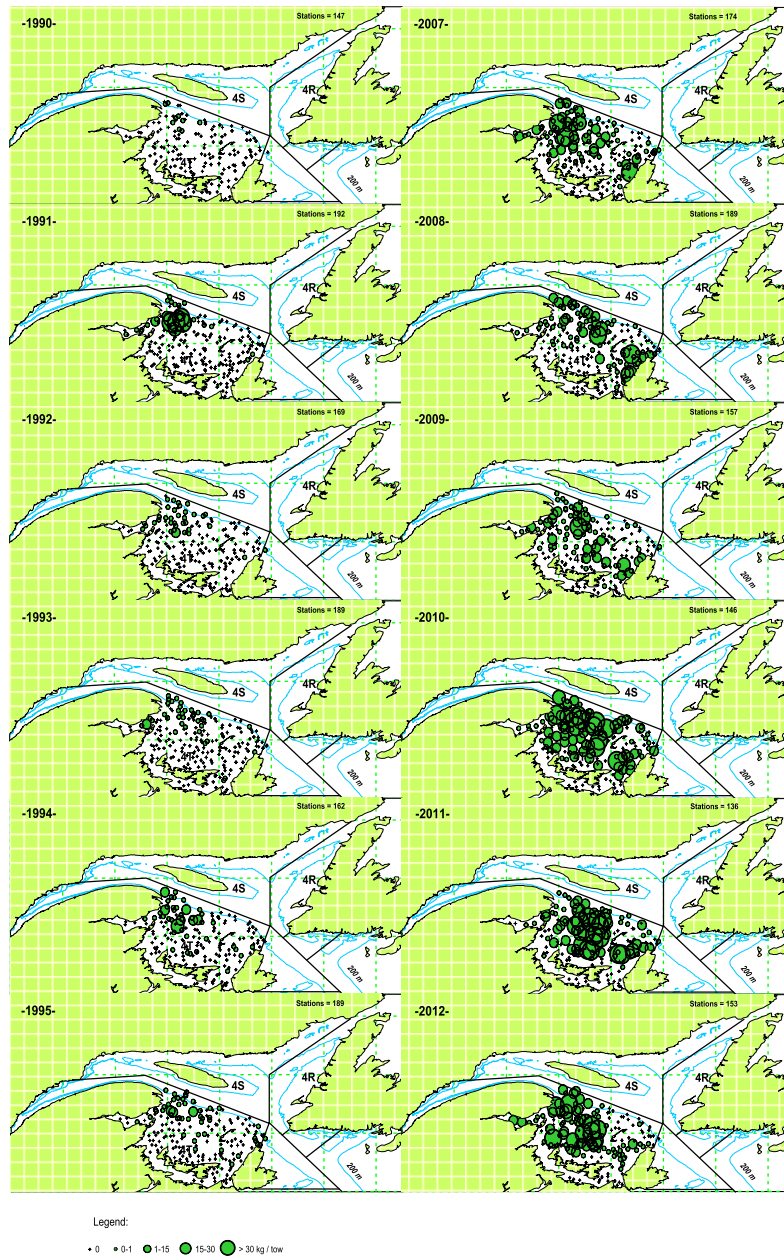 -1990-
Stations = 147
4S
4R
200 m
-2007-
Stations = 174
4S
4R
200 m
-1991-
Stations = 192
4S
4R
200 m
-2008-
Stations = 189
4S
4R
200 m
-1992-
Stations = 169
4S
4R
200 m
-2009-
Stations = 157
4S
4R
200 m
-1993-
Stations = 189
4S
4R
200 m
-2010-
Stations = 146
4S
4R
200 m
-1994-
Stations = 162
4S
4R
200 m
-2011-
Stations = 136
4S
4R
200 m
-1995-
Stations = 189
4S
4R
200 m
-2012-
Stations = 153
4S
4R
200 m
Legend:
0 0-1 1-15 15-30 > 30 kg / tow